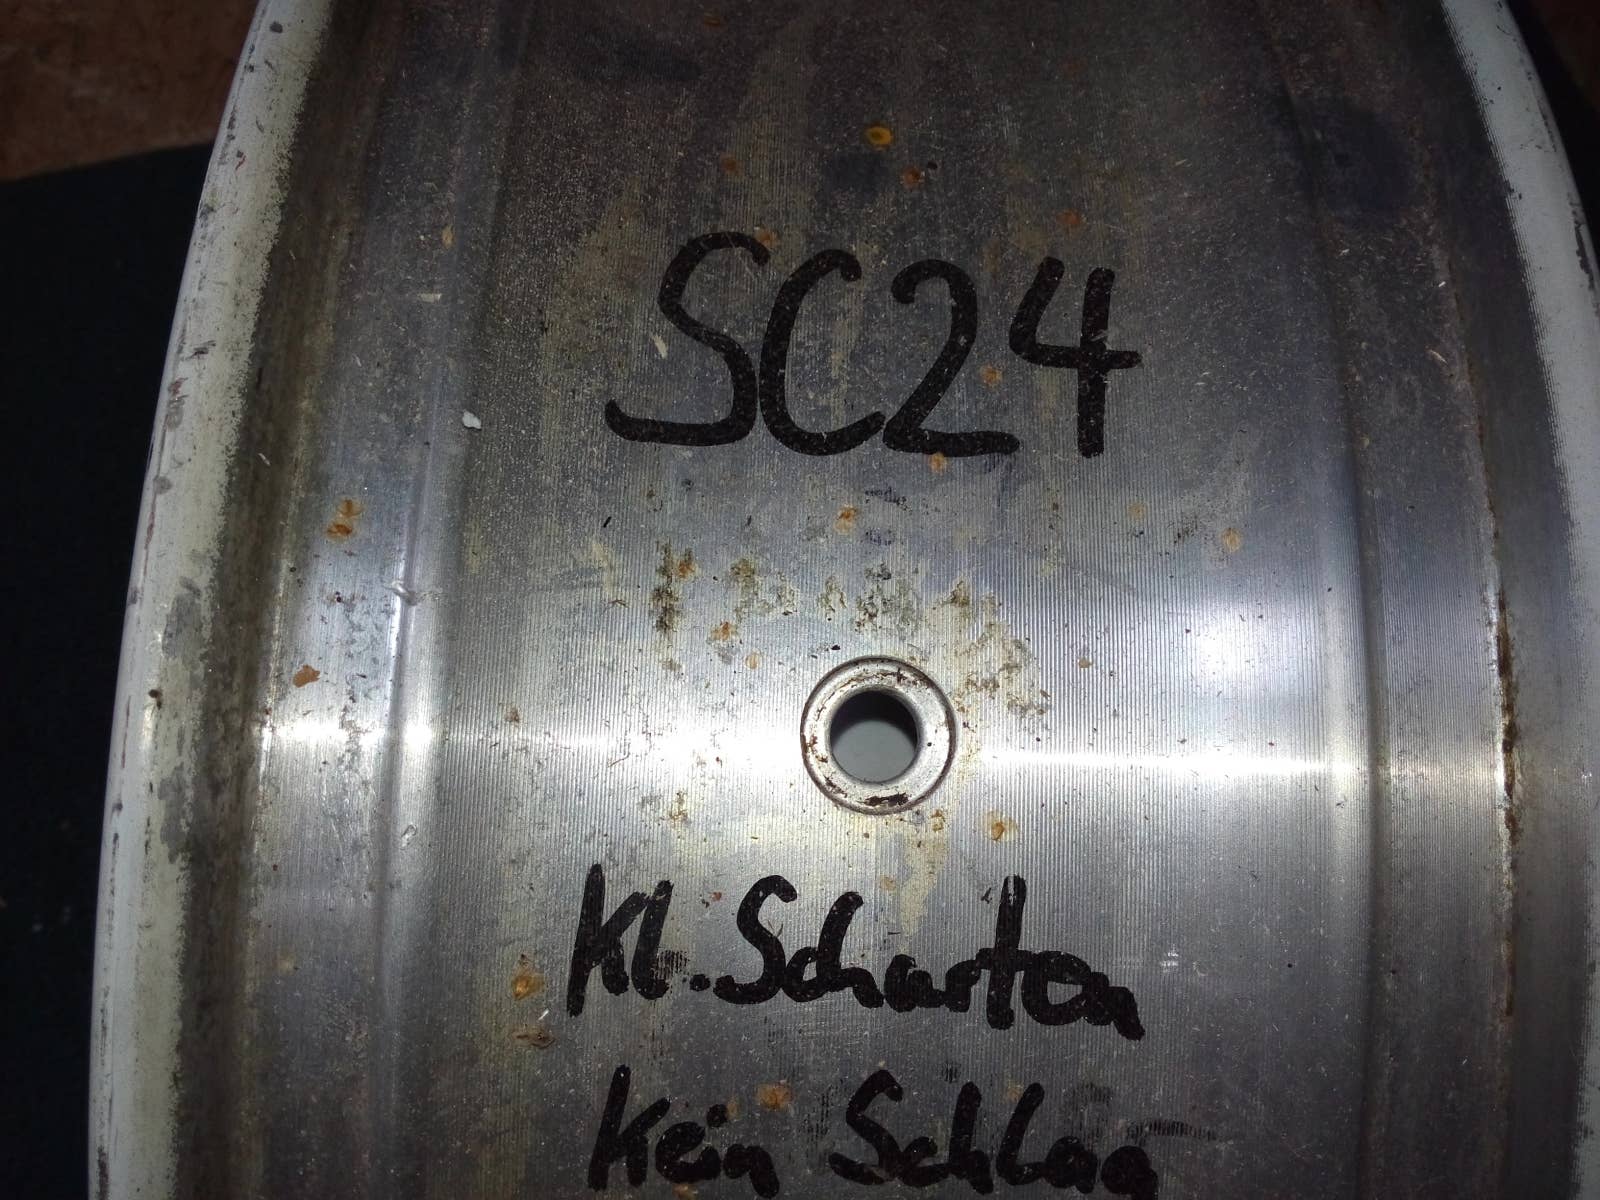 SC24
Kl. Scharten
Kein Schlag